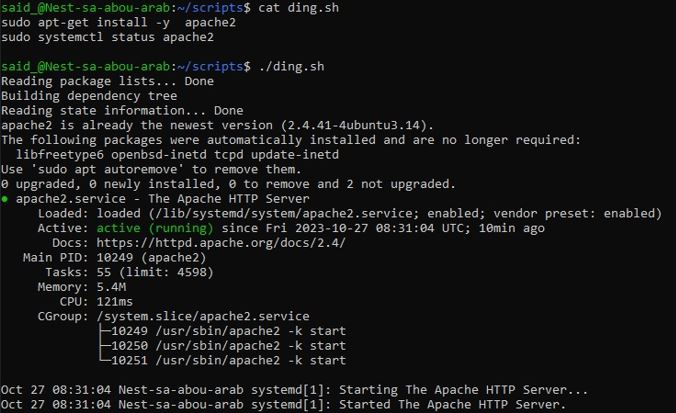 said_@Nest-sa-abou-arab:~/scripts$ cat ding.sh
sudo apt-get install -y  apache2
sudo systemctl status apache2

said_@Nest-sa-abou-arab:~/scripts$ ./ding.sh
Reading package lists... Done
Building dependency tree
Reading state information... Done
apache2 is already the newest version (2.4.41-4ubuntu3.14).
The following packages were automatically installed and are no longer required:
  libfreetype6 openbsd-inetd tcpd update-inetd
Use 'sudo apt autoremove' to remove them.
0 upgraded, 0 newly installed, 0 to remove and 2 not upgraded.
● apache2.service - The Apache HTTP Server
     Loaded: loaded (/lib/systemd/system/apache2.service; enabled; vendor preset: enabled)
     Active: active (running) since Fri 2023-10-27 08:31:04 UTC; 10min ago
       Docs: https://httpd.apache.org/docs/2.4/
   Main PID: 10249 (apache2)
      Tasks: 55 (limit: 4598)
     Memory: 5.4M
        CPU: 121ms
     CGroup: /system.slice/apache2.service
             ├─10249 /usr/sbin/apache2 -k start
             ├─10250 /usr/sbin/apache2 -k start
             └─10251 /usr/sbin/apache2 -k start

Oct 27 08:31:04 Nest-sa-abou-arab systemd[1]: Starting The Apache HTTP Server...
Oct 27 08:31:04 Nest-sa-abou-arab systemd[1]: Started The Apache HTTP Server.